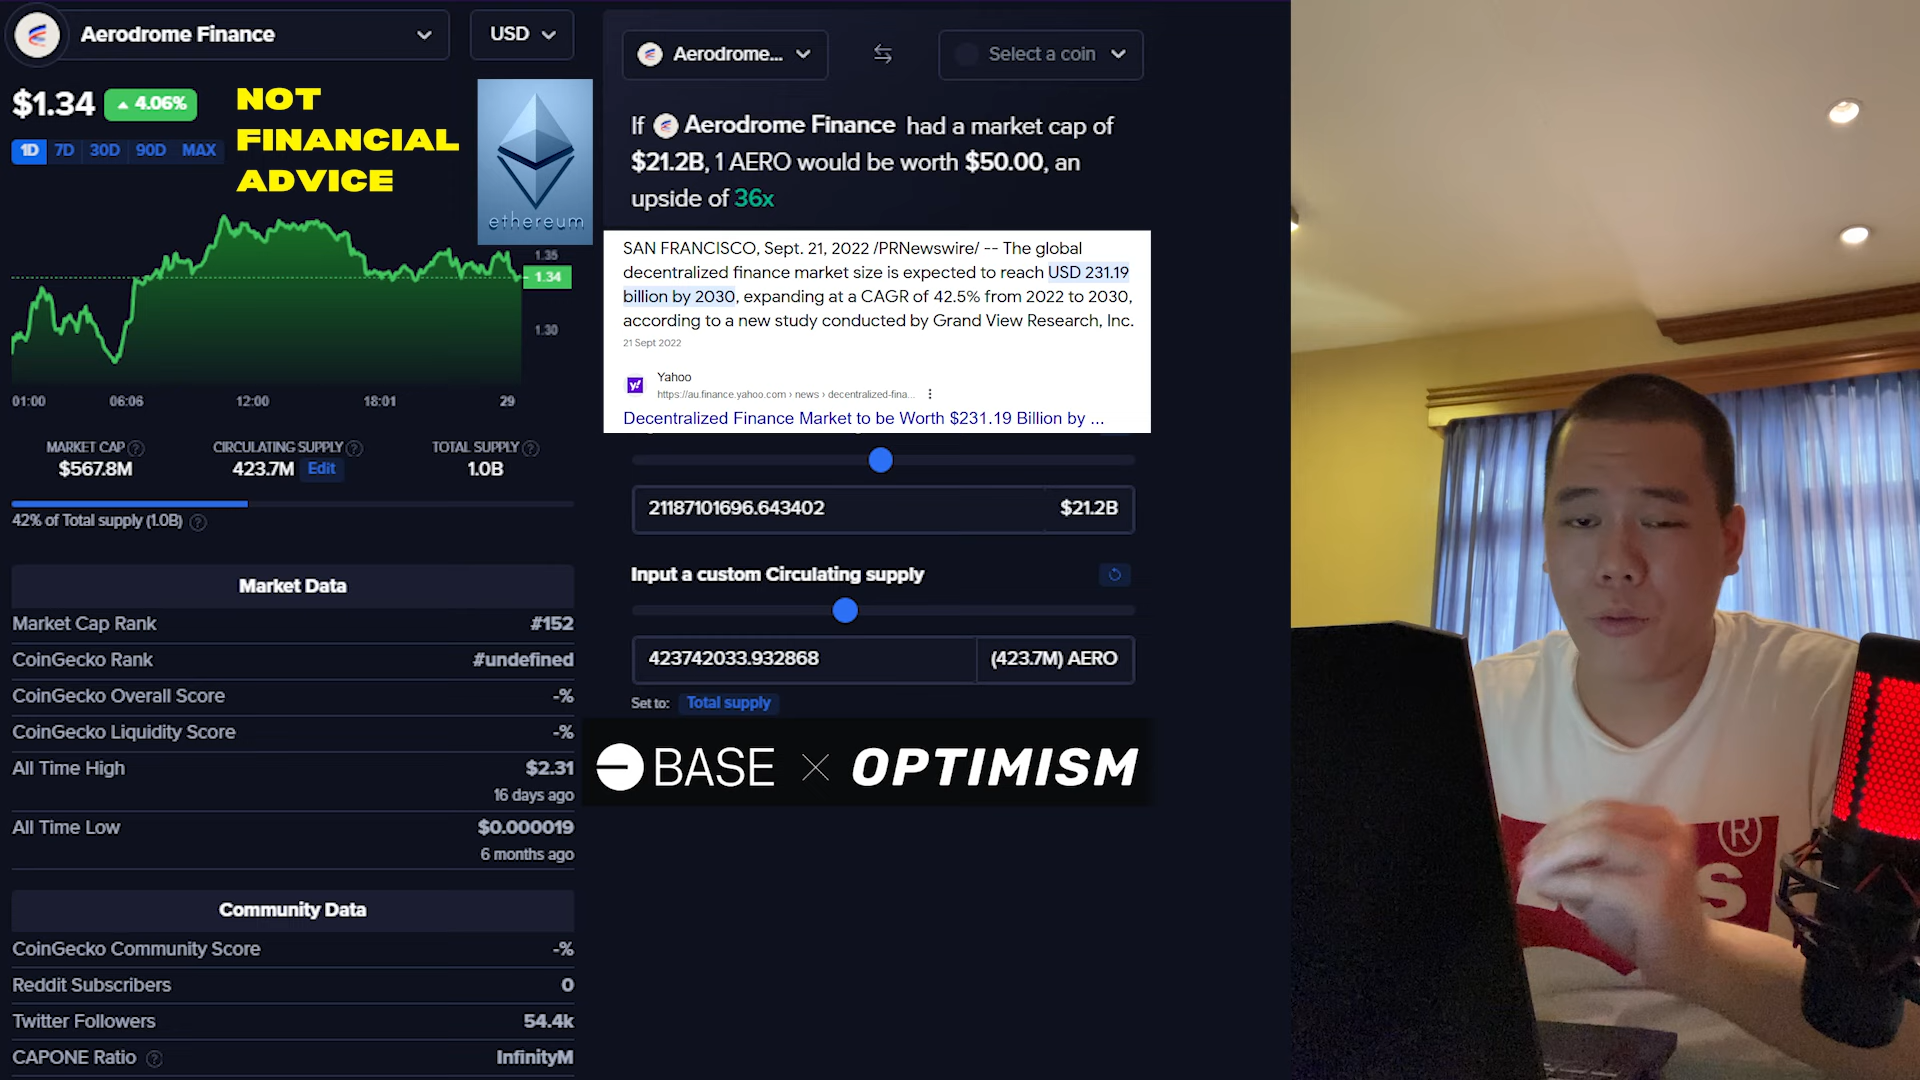 Aerodrome Finance
USD
$1.34
4.06%
1D 7D 30D 90D MAX
NOT
FINANCIAL
ADVICE
ethereum
1.35
1.34
1.30
01:00 06:06 12:00 18:01 29
MARKET CAP ? CIRCULATING SUPPLY ? TOTAL SUPPLY ?
$567.8M 423.7M Edit 1.0B
42% of Total supply (1.0B) ?
Market Data
Market Cap Rank #152
CoinGecko Rank #undefined
CoinGecko Overall Score -%
CoinGecko Liquidity Score -%
All Time High $2.31
16 days ago
All Time Low $0.000019
6 months ago
Community Data
CoinGecko Community Score -%
Reddit Subscribers 0
Twitter Followers 54.4k
CAPONE Ratio ? InfinityM
Aerodrome... Select a coin
If Aerodrome Finance had a market cap of
$21.2B, 1 AERO would be worth $50.00, an
upside of 36x
SAN FRANCISCO, Sept. 21, 2022 /PRNewswire/ -- The global
decentralized finance market size is expected to reach USD 231.19
billion by 2030, expanding at a CAGR of 42.5% from 2022 to 2030,
according to a new study conducted by Grand View Research, Inc.
21 Sept 2022
y!
Yahoo
https://au.finance.yahoo.com › news › decentralized-fina...
Decentralized Finance Market to be Worth $231.19 Billion by ...
21187101696.643402 $21.2B
Input a custom Circulating supply
423742033.932868 (423.7M) AERO
Set to: Total supply
BASE × OPTIMISM
®
S